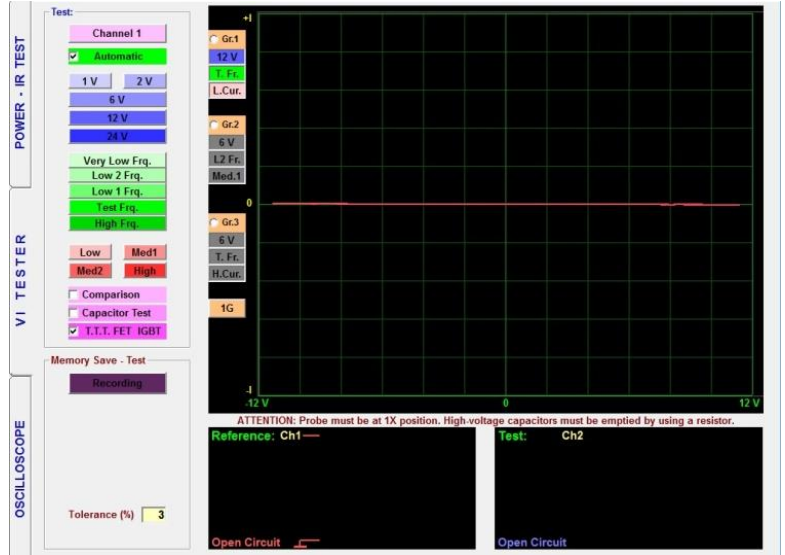 POWER - IR TEST
VI TESTER
OSCILLOSCOPE
Test:
Channel 1
Automatic
1 V 2 V
6 V
12 V
24 V
Very Low Frq.
Low 2 Frq.
Low 1 Frq.
Test Frq.
High Frq.
Low Med1
Med2 High
Comparison
Capacitor Test
T.T.T. FET IGBT
Memory Save - Test
Recording
Tolerance (%) 3
Gr.1
12 V
T. Fr.
L.Cur.
Gr.2
6 V
L2 Fr.
Med.1
Gr.3
6 V
T. Fr.
H.Cur.
1G
+I
0
-I
-12 V 0 12 V
ATTENTION: Probe must be at 1X position. High-voltage capacitors must be emptied by using a resistor.
Reference: Ch1
Open Circuit
Test: Ch2
Open Circuit